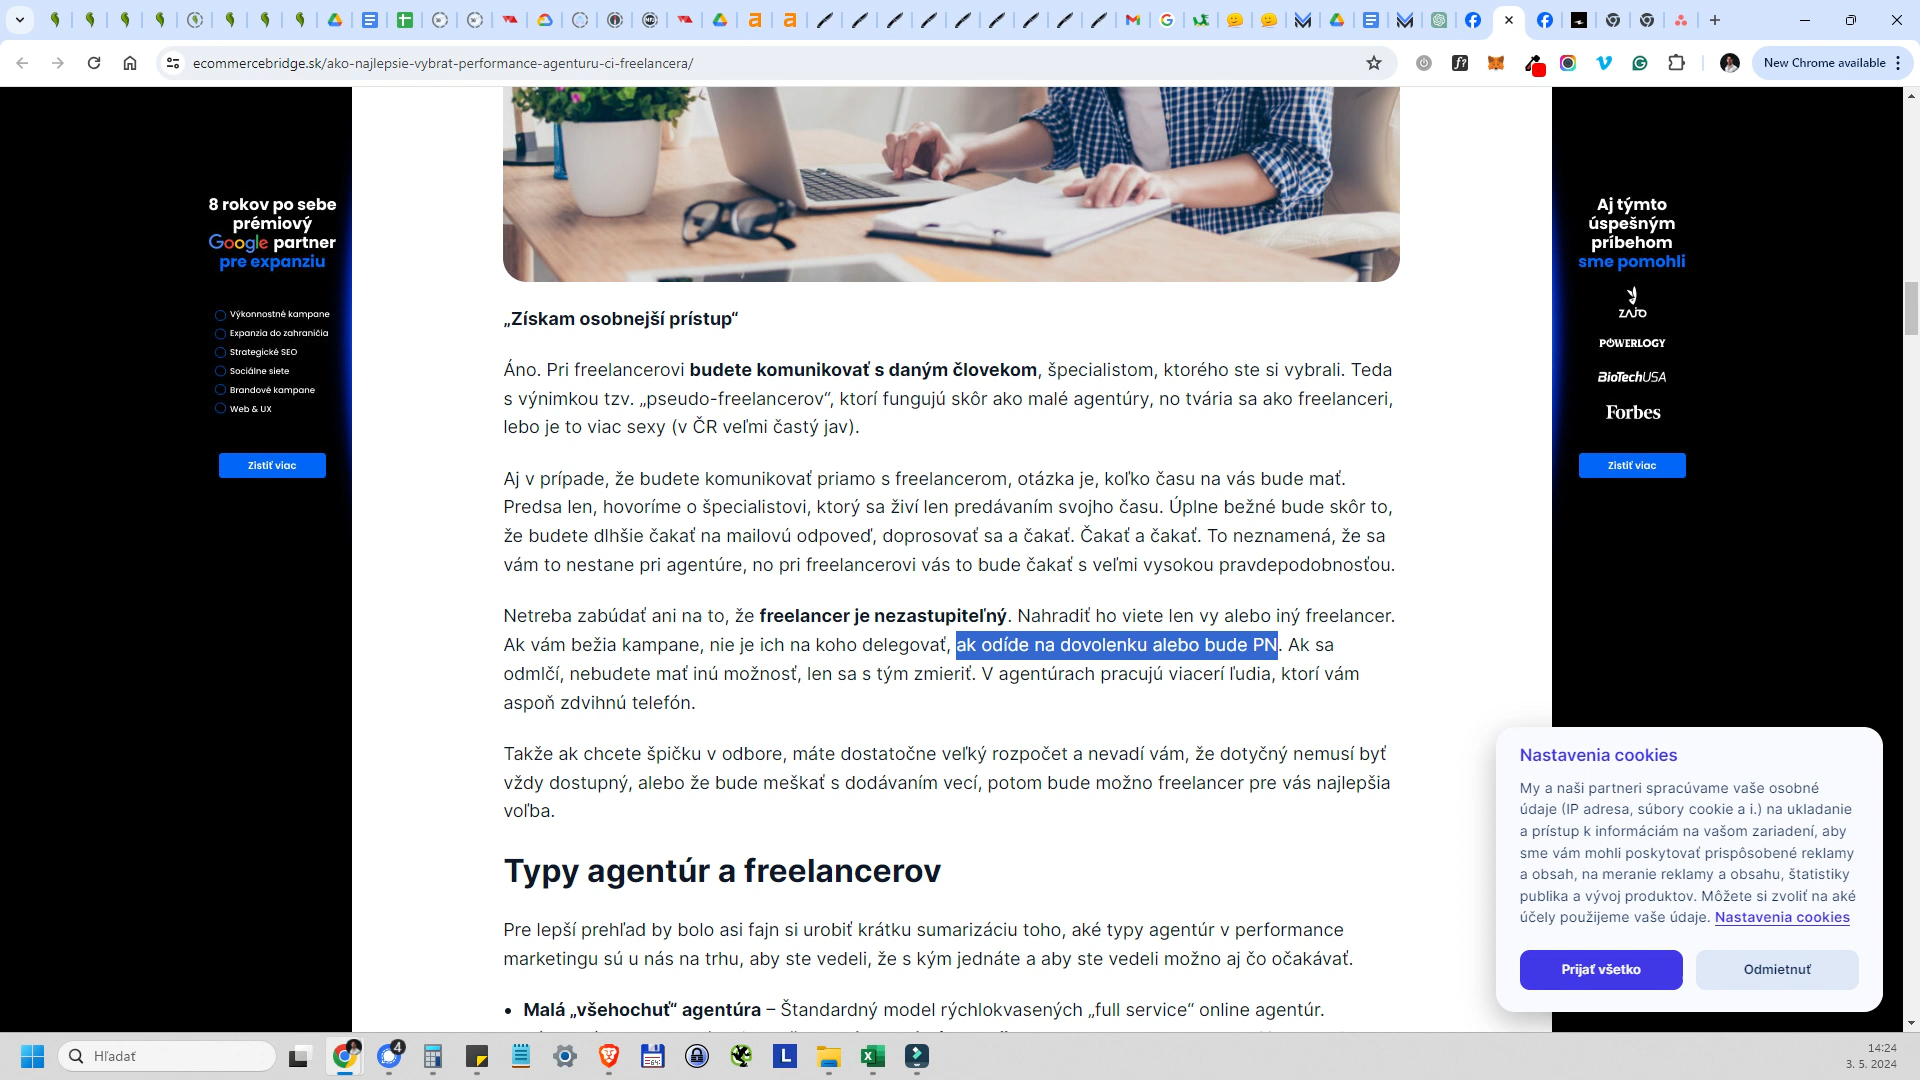 ecommercebridge.sk/ako-najlepsie-vybrat-performance-agenturu-ci-freelancera/
New Chrome available
8 rokov po sebe
prémiový
Google partner
pre expanziu
Výkonnostné kampane
Expanzia do zahraničia
Strategické SEO
Sociálne siete
Brandové kampane
Web & UX
Zistiť viac
„Získam osobnejší prístup“
Áno. Pri freelancerovi budete komunikovať s daným človekom, špecialistom, ktorého ste si vybrali. Teda
s výnimkou tzv. „pseudo-freelancerov“, ktorí fungujú skôr ako malé agentúry, no tvária sa ako freelanceri,
lebo je to viac sexy (v ČR veľmi častý jav).
Aj v prípade, že budete komunikovať priamo s freelancerom, otázka je, koľko času na vás bude mať.
Predsa len, hovoríme o špecialistovi, ktorý sa živí len predávaním svojho času. Úplne bežné bude skôr to,
že budete dlhšie čakať na mailovú odpoveď, doprosovať sa a čakať. Čakať a čakať. To neznamená, že sa
vám to nestane pri agentúre, no pri freelancerovi vás to bude čakať s veľmi vysokou pravdepodobnosťou.
Netreba zabúdať ani na to, že freelancer je nezastupiteľný. Nahradiť ho viete len vy alebo iný freelancer.
Ak vám bežia kampane, nie je ich na koho delegovať, ak odíde na dovolenku alebo bude PN. Ak sa
odmlčí, nebudete mať inú možnosť, len sa s tým zmieriť. V agentúrach pracujú viacerí ľudia, ktorí vám
aspoň zdvihnú telefón.
Takže ak chcete špičku v odbore, máte dostatočne veľký rozpočet a nevadí vám, že dotyčný nemusí byť
vždy dostupný, alebo že bude meškať s dodávaním vecí, potom bude možno freelancer pre vás najlepšia
voľba.
Typy agentúr a freelancerov
Pre lepší prehľad by bolo asi fajn si urobiť krátku sumarizáciu toho, aké typy agentúr v performance
marketingu sú u nás na trhu, aby ste vedeli, že s kým jednáte a aby ste vedeli možno aj čo očakávať.
• Malá „všehochuť“ agentúra – Štandardný model rýchlokvasených „full service“ online agentúr.
Aj týmto
úspešným
príbehom
sme pomohli
ZAJO
POWERLOGY
BioTechUSA
Forbes
Zistiť viac
Nastavenia cookies
My a naši partneri spracúvame vaše osobné
údaje (IP adresa, súbory cookie a i.) na ukladanie
a prístup k informáciám na vašom zariadení, aby
sme vám mohli poskytovať prispôsobené reklamy
a obsah, na meranie reklamy a obsahu, štatistiky
publika a vývoj produktov. Môžete si zvoliť na aké
účely použijeme vaše údaje. Nastavenia cookies
Prijať všetko
Odmietnuť
Hľadať
4
L
14:24
3. 5. 2024